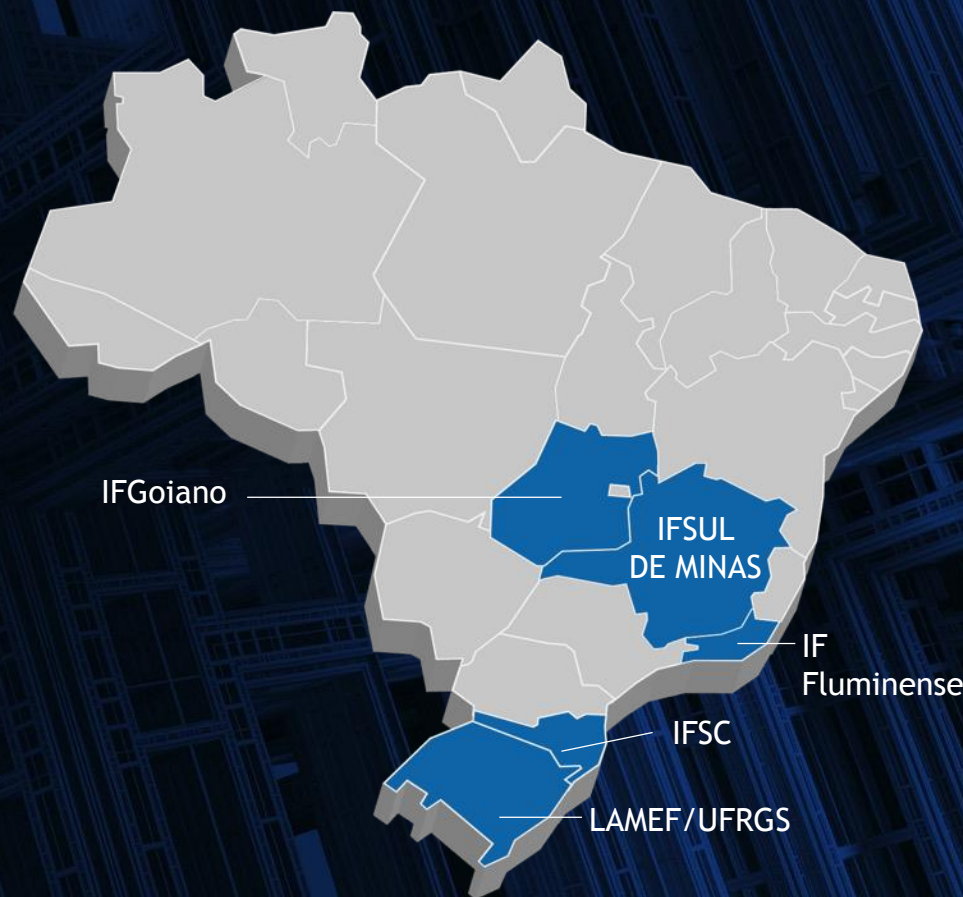 IFGoiano
IFSUL
DE MINAS
IF
Fluminense
IFSC
LAMEF/UFRGS